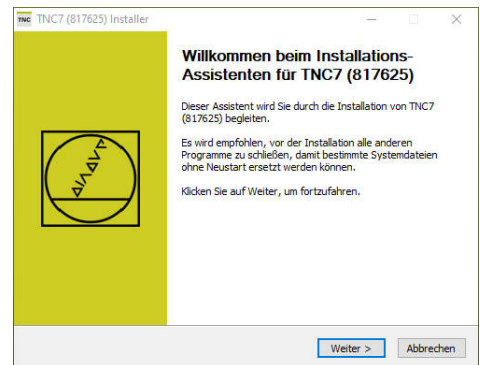 TNC TNC7 (817625) Installer
Willkommen beim Installations-
Assistenten für TNC7 (817625)
Dieser Assistent wird Sie durch die Installation von TNC7
(817625) begleiten.
Es wird empfohlen, vor der Installation alle anderen
Programme zu schließen, damit bestimmte Systemdateien
ohne Neustart ersetzt werden können.
Klicken Sie auf Weiter, um fortzufahren.
Weiter > Abbrechen